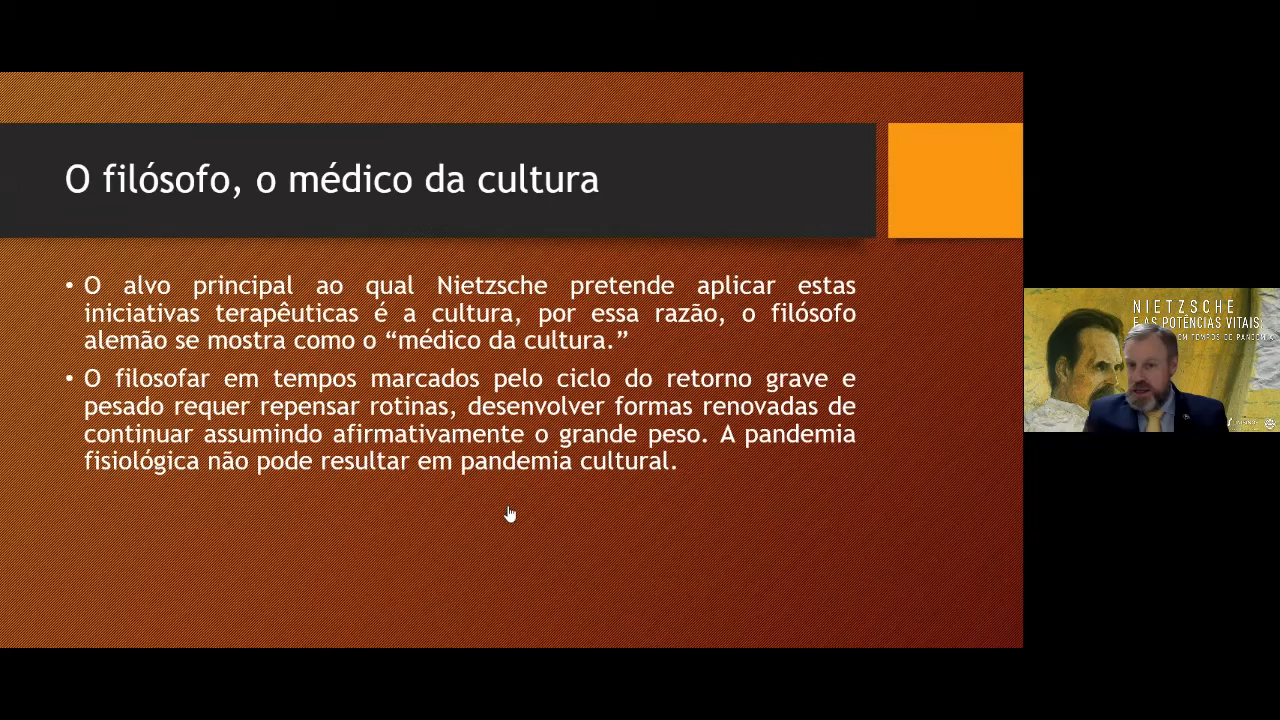 O filósofo, o médico da cultura
• O alvo principal ao qual Nietzsche pretende aplicar estas
iniciativas terapêuticas é a cultura, por essa razão, o filósofo
alemão se mostra como o “médico da cultura.”
• O filosofar em tempos marcados pelo ciclo do retorno grave e
pesado requer repensar rotinas, desenvolver formas renovadas de
continuar assumindo afirmativamente o grande peso. A pandemia
fisiológica não pode resultar em pandemia cultural.
NIETZSCHE
E AS POTÊNCIAS VITAIS
EM TEMPOS DE PANDEMIA